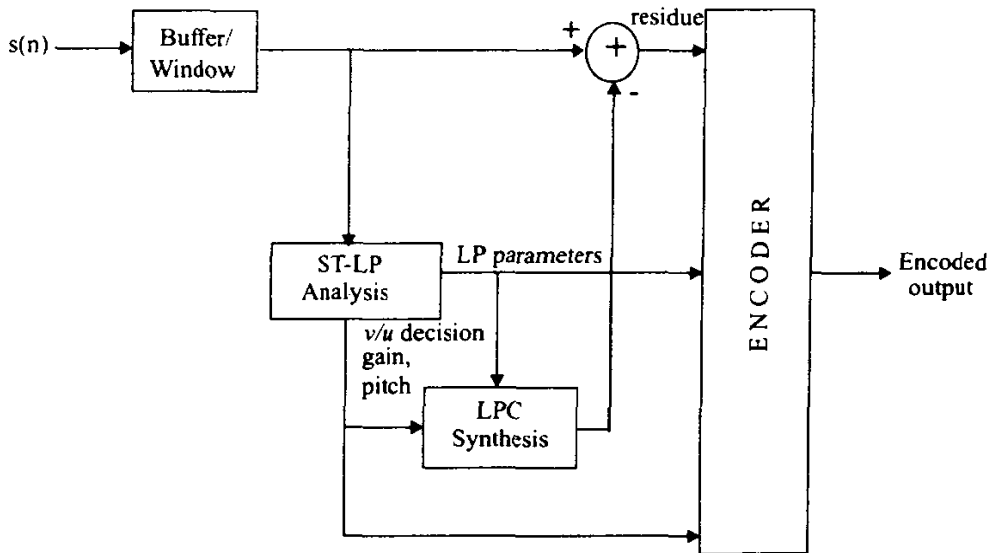 s(n)
Buffer/
Window
+
+
-
residue
ST-LP
Analysis
LP parameters
v/u decision
gain,
pitch
LPC
Synthesis
ENCODER
Encoded
output